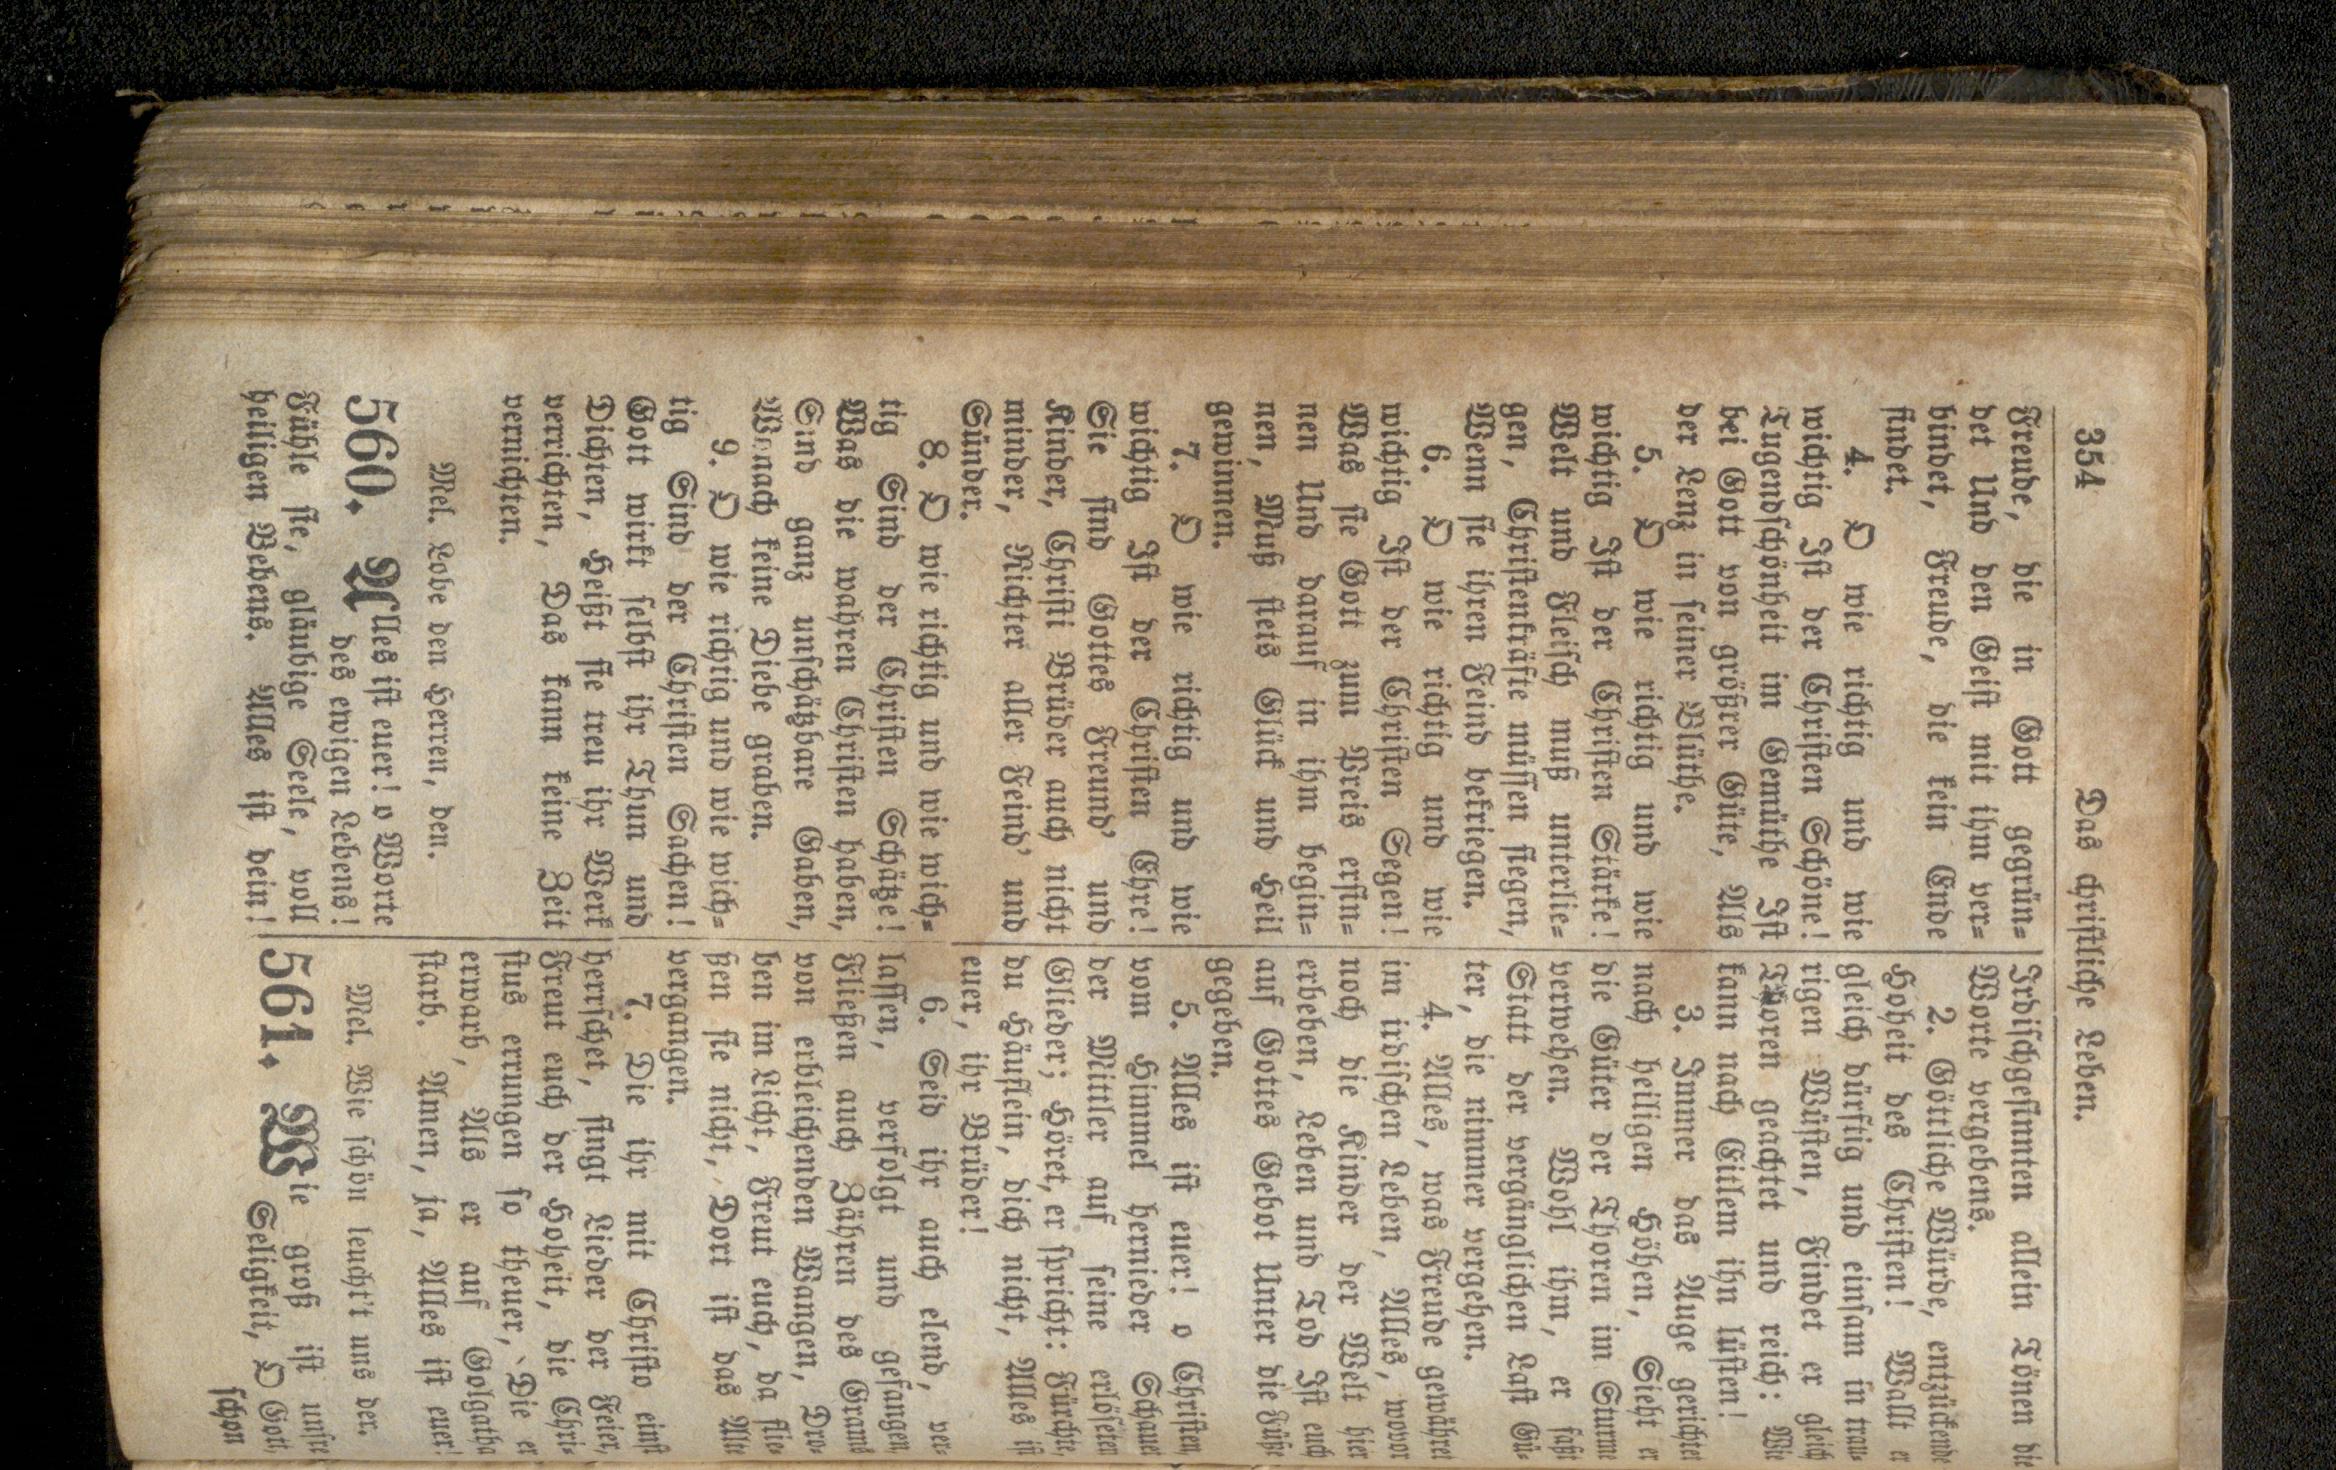 354 Das christliche Leben.
Freude, die in Gott gegrün-
det Und den Geist mit ihm ver-
bindet, Freude, die kein Ende
findet.
4. O wie richtig und wie
wichtig Ist der Christen Schöne!
Tugendschönheit im Gemüthe Ist
bei Gott von größrer Güte, Als
der Lenz in seiner Blüthe.
5. O wie richtig und wie
wichtig Ist der Christen Stärke!
Welt und Fleisch muß unterlie-
gen, Christenkräfte müssen siegen,
Wenn sie ihren Feind bekriegen.
6. O wie richtig und wie
wichtig Ist der Christen Segen!
Was sie Gott zum Preis ersin-
nen Und darauf in ihm begin-
nen, Muß stets Glück und Heil
gewinnen.
7. O wie richtig und wie
wichtig Ist der Christen Ehre!
Sie sind Gottes Freund' und
Kinder, Christi Brüder auch nicht
minder, Richter aller Feind' und
Sünder.
8. O wie richtig und wie wich-
tig Sind der Christen Schätze!
Was die wahren Christen haben,
Sind ganz unschätzbare Gaben,
Wonach keine Diebe graben.
9. O wie richtig und wie wich-
tig Sind der Christen Sachen!
Gott wirkt selbst ihr Thun und
Dichten, Heißt sie treu ihr Werk
verrichten, Das kann keine Zeit
vernichten.
Mel. Lobe den Herren, den.
560. Alles ist euer! o Worte
des ewigen Lebens!
Fühle sie, gläubige Seele, voll
heiligen Bebens. Alles ist dein!
Irdischgesinnten allein Tönen die
Worte vergebens.
2. Göttliche Würde, entzückende
Hoheit des Christen! Wallt er
gleich dürftig und einsam in trau-
rigen Wüsten, Findet er gleich
Thoren geachtet und reich: Wie
kann nach Eitlem ihn lüsten!
3. Immer das Auge gerichtet
nach heiligen Höhen, Sieht er
die Güter der Thoren im Sturme
verwehen. Wohl ihm, er faßt
Statt der vergänglichen Last Gü-
ter, die nimmer vergehen.
4. Alles, was Freude gewähret
im irdischen Leben, Alles, wovor
noch die Kinder der Welt hier
erbeben, Leben und Tod Ist euch
auf Gottes Gebot Unter die Füße
gegeben.
5. Alles ist euer! o Christen,
vom Himmel hernieder Schauet
der Mittler auf seine erlöseten
Glieder; Höret, er spricht: Fürchte,
du Häuflein, dich nicht, Alles ist
euer, ihr Brüder!
6. Seid ihr auch elend, ver-
lassen, verfolgt und gefangen,
Fließen auch Zähren des Grams
von erbleichenden Wangen, Dro-
ben im Licht, Freut euch, da flie-
ßen sie nicht, Dort ist das Alte
vergangen.
7. Die ihr mit Christo einst
herrschet, singt Lieder der Feier,
Freut euch der Hoheit, die Chri-
stus errungen so theuer, Die er
erwarb, Als er auf Golgatha
starb. Amen, ja, Alles ist euer!
Mel. Wie schön leucht't uns der.
561. Wie groß ist unsre
Seligkeit, O Gott,
schon